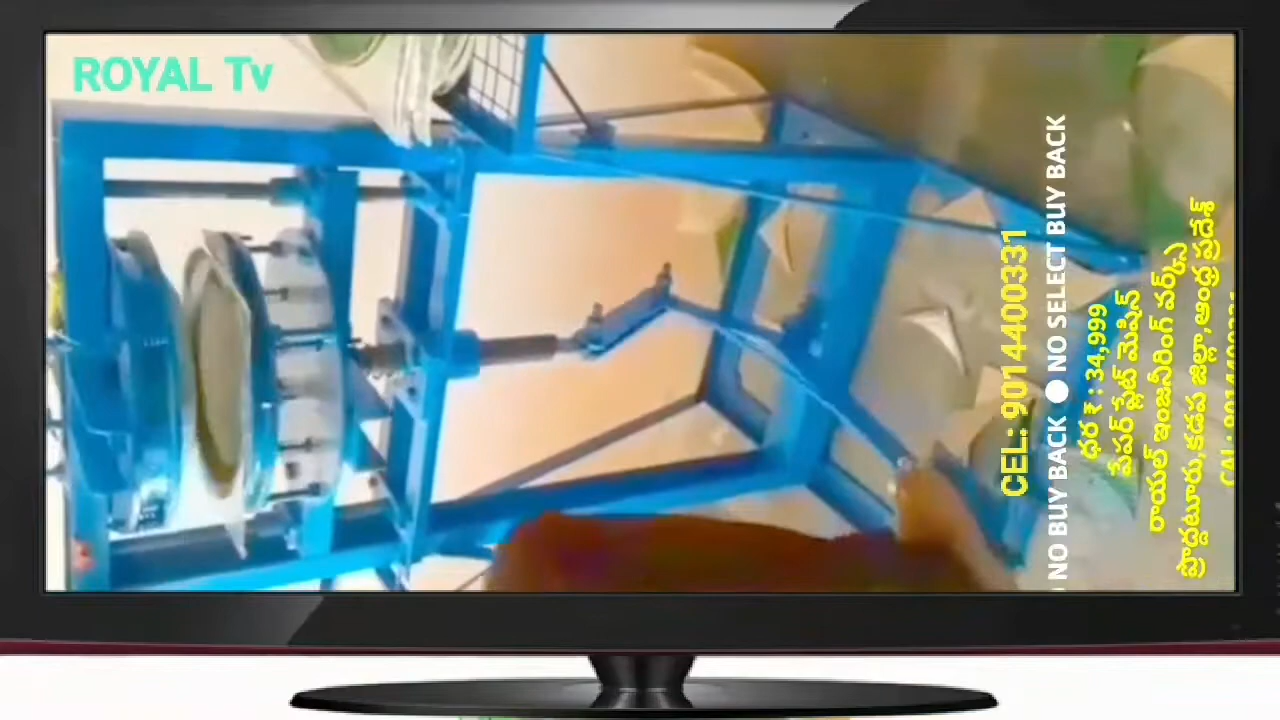 ROYAL Tv
CEL: 9014400331
NO BUY BACK ● NO SELECT BUY BACK
ధర ₹ : 34,999
పేపర్ ప్లేట్ మెషిన్
రాయల్ ఇంజనీరింగ్ వర్క్స్
ప్రొద్దటూరు, కడప జిల్లా, ఆంధ్ర ప్రదేశ్